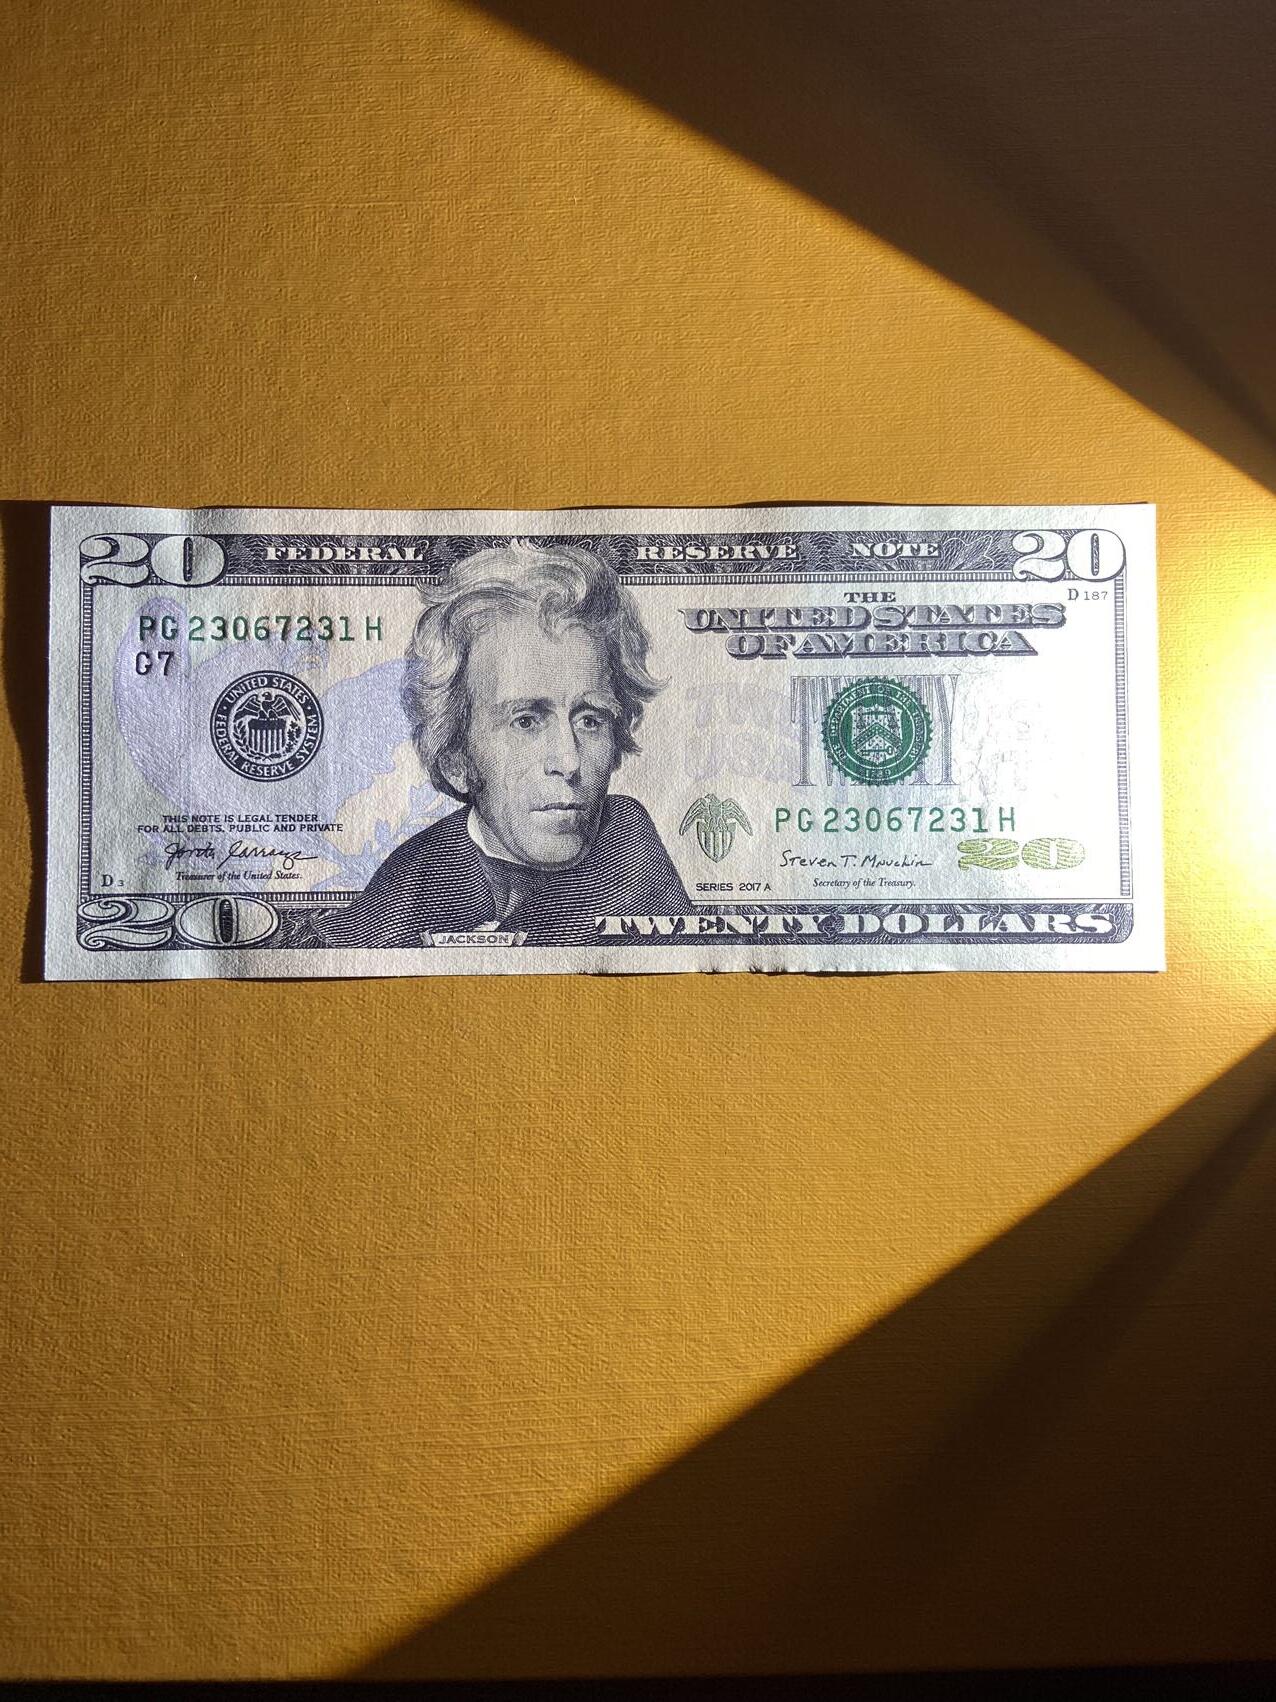 20 FEDERAL RESERVE NOTE 20
D 187
THE
UNITED STATES
OF AMERICA
PG 23067231 H
G7
UNITED STATES
FEDERAL RESERVE SYSTEM
THIS NOTE IS LEGAL TENDER
FOR ALL DEBTS, PUBLIC AND PRIVATE
Treasurer of the United States.
D 3
20
JACKSON
PG 23067231 H
Steven T. Mnuchin
20
SERIES 2017 A
Secretary of the Treasury.
TWENTY DOLLARS